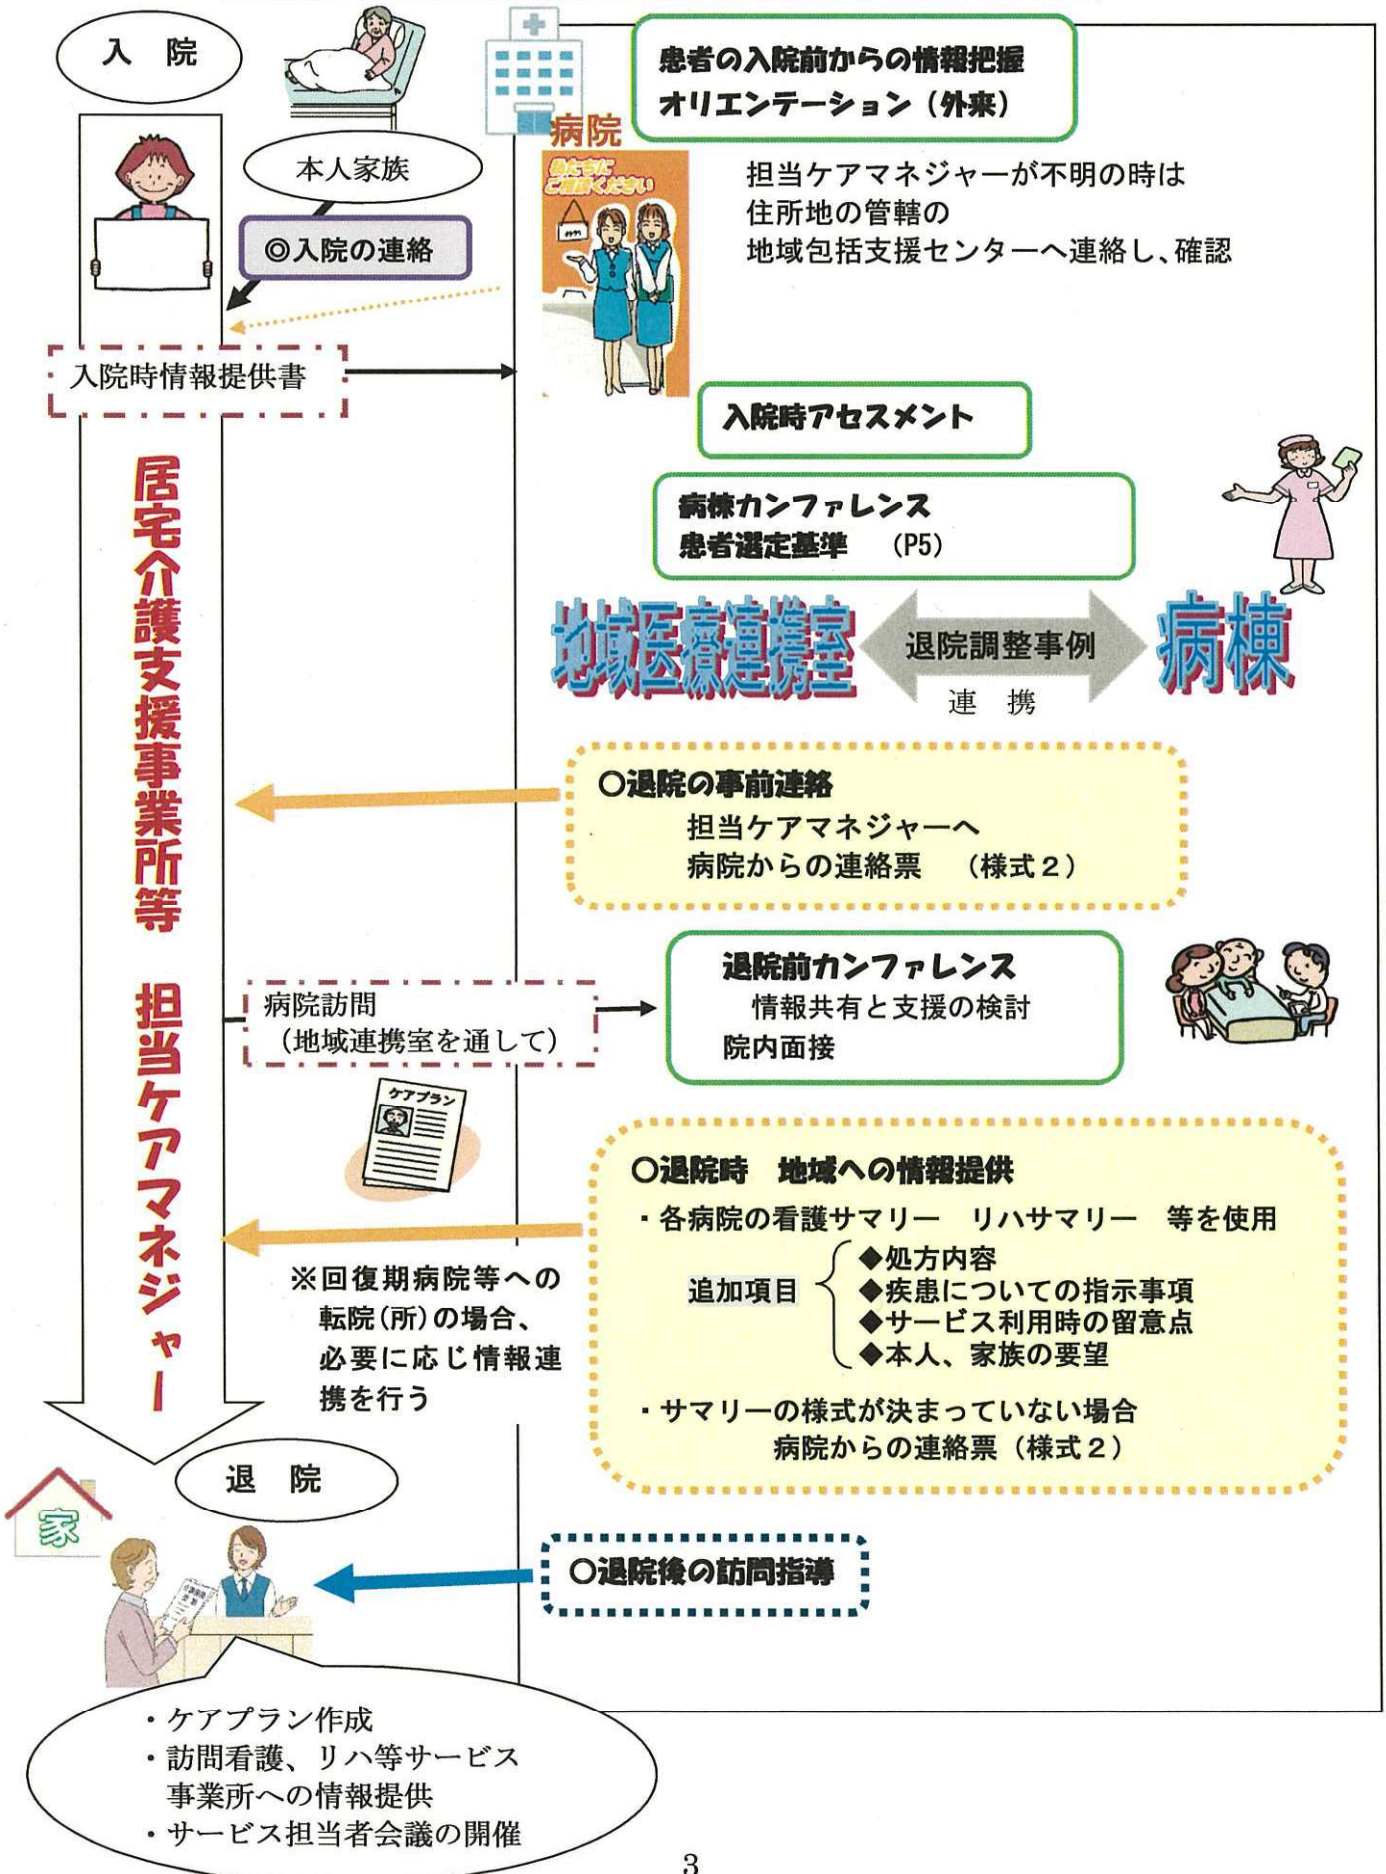 入　院
患者の入院前からの情報把握
オリエンテーション（外来）
病院
私たちに
ご相談ください
本人家族
◎入院の連絡
担当ケアマネジャーが不明の時は
住所地の管轄の
地域包括支援センターへ連絡し、確認
入院時情報提供書
入院時アセスメント
病棟カンファレンス
患者選定基準　（P5）
地域医療連携室
退院調整事例
連　携
病棟
居宅介護支援事業所等　担当ケアマネジャー
○退院の事前連絡
担当ケアマネジャーへ
病院からの連絡票　（様式２）
退院前カンファレンス
情報共有と支援の検討
院内面接
病院訪問
（地域連携室を通して）
ケアプラン
○退院時　地域への情報提供
・各病院の看護サマリー　リハサマリー　等を使用
追加項目
◆処方内容
◆疾患についての指示事項
◆サービス利用時の留意点
◆本人、家族の要望
・サマリーの様式が決まっていない場合
病院からの連絡票（様式２）
※回復期病院等への
転院（所）の場合、
必要に応じ情報連
携を行う
退　院
家
○退院後の訪問指導
・ケアプラン作成
・訪問看護、リハ等サービス
事業所への情報提供
・サービス担当者会議の開催
3